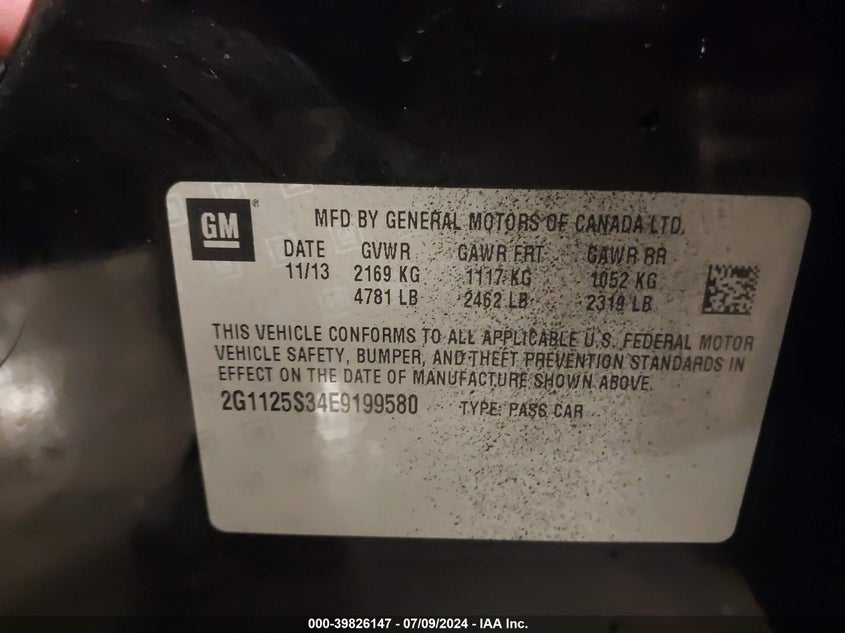 GM ®
MFD BY GENERAL MOTORS OF CANADA LTD.
DATE GVWR GAWR FRT GAWR RR
11/13 2169 KG 1117 KG 1052 KG
4781 LB 2462 LB 2319 LB
THIS VEHICLE CONFORMS TO ALL APPLICABLE U.S. FEDERAL MOTOR
VEHICLE SAFETY, BUMPER, AND THEFT PREVENTION STANDARDS IN
EFFECT ON THE DATE OF MANUFACTURE SHOWN ABOVE.
2G1125S34E9199580 TYPE: PASS CAR
000-39826147 / 07/09/2024 - IAA Inc.